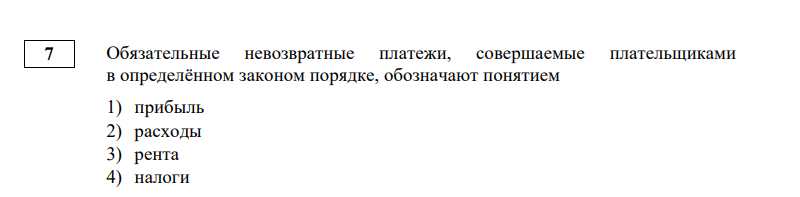 7
Обязательные невозвратные платежи, совершаемые плательщиками
в определённом законом порядке, обозначают понятием
1) прибыль
2) расходы
3) рента
4) налоги